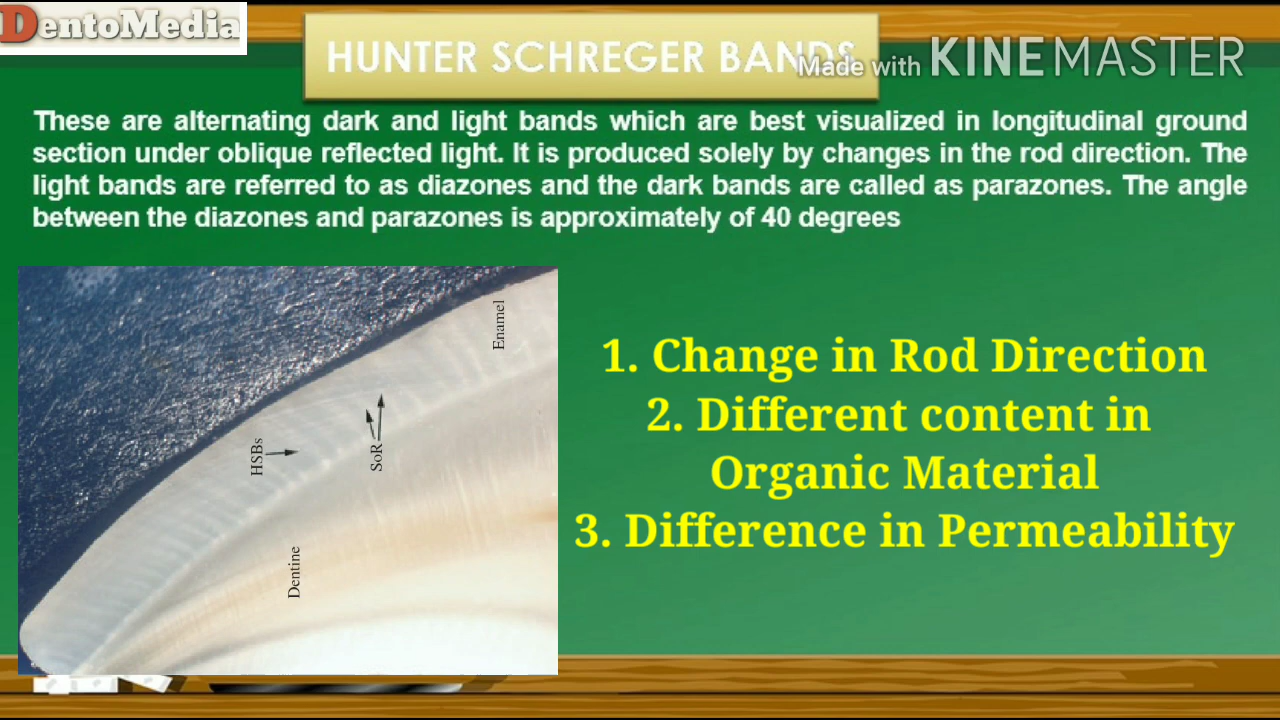 DentoMedia
HUNTER SCHREGER BANDS
Made with KINEMASTER
These are alternating dark and light bands which are best visualized in longitudinal ground
section under oblique reflected light. It is produced solely by changes in the rod direction. The
light bands are referred to as diazones and the dark bands are called as parazones. The angle
between the diazones and parazones is approximately of 40 degrees
Enamel
HSBs
SoR
Dentine
1. Change in Rod Direction
2. Different content in
Organic Material
3. Difference in Permeability